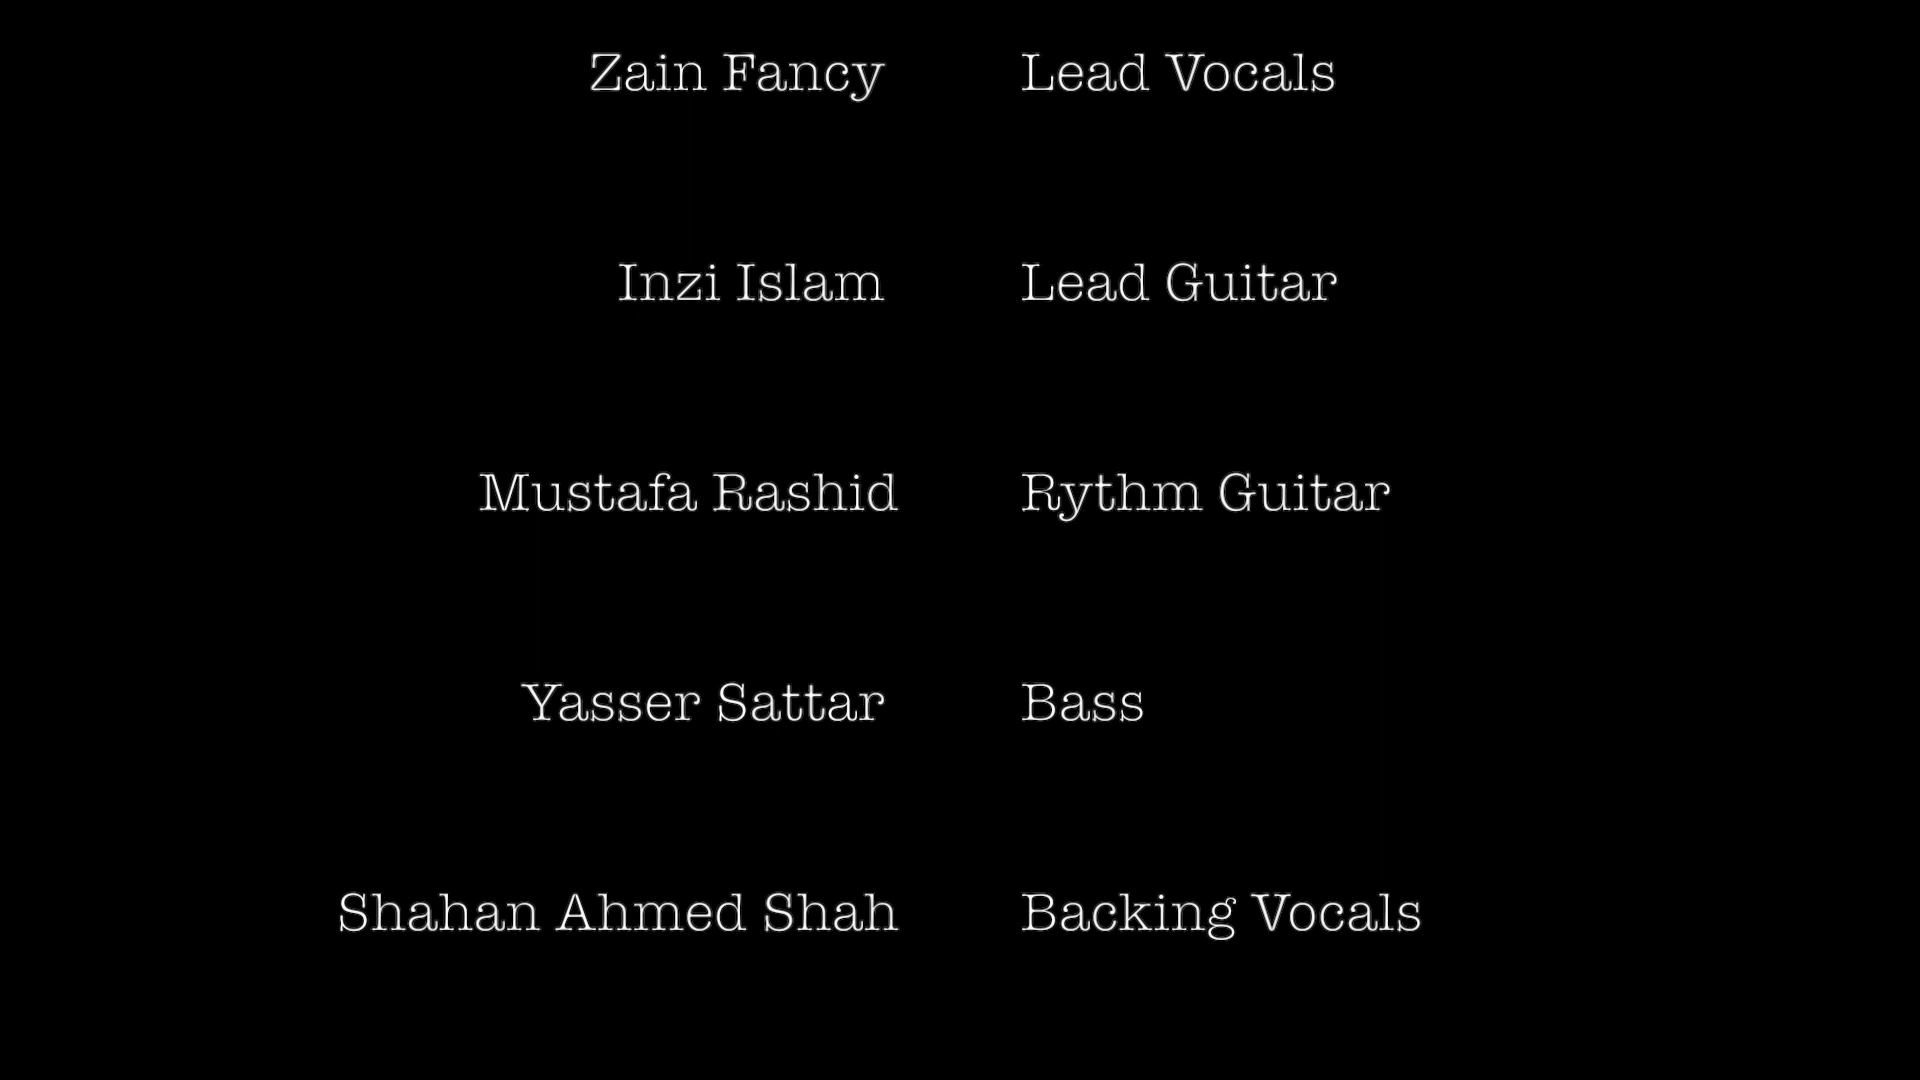 Zain Fancy Lead Vocals
Inzi Islam Lead Guitar
Mustafa Rashid Rythm Guitar
Yasser Sattar Bass
Shahan Ahmed Shah Backing Vocals